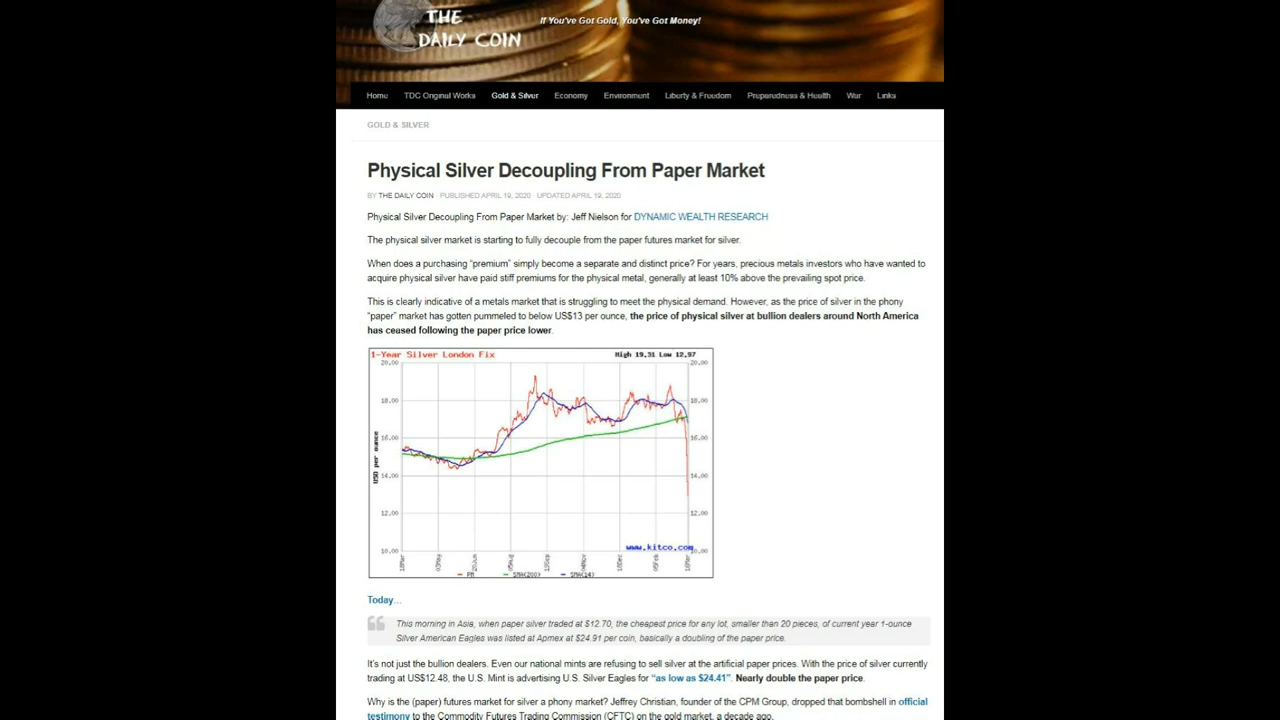 THE
DAILY COIN
If You've Got Gold, You've Got Money!
Home TDC Original Works Gold & Silver Economy Environment Liberty & Freedom Preparedness & Health War Links
GOLD & SILVER
Physical Silver Decoupling From Paper Market
BY THE DAILY COIN · PUBLISHED APRIL 19, 2020 · UPDATED APRIL 19, 2020
Physical Silver Decoupling From Paper Market by: Jeff Nielson for DYNAMIC WEALTH RESEARCH
The physical silver market is starting to fully decouple from the paper futures market for silver.
When does a purchasing “premium” simply become a separate and distinct price? For years, precious metals investors who have wanted to
acquire physical silver have paid stiff premiums for the physical metal, generally at least 10% above the prevailing spot price.
This is clearly indicative of a metals market that is struggling to meet the physical demand. However, as the price of silver in the phony
“paper” market has gotten pummeled to below US$13 per ounce, the price of physical silver at bullion dealers around North America
has ceased following the paper price lower.
1-Year Silver London Fix High 19.31 Low 12.97
20.00 20.00
18.00 18.00
16.00 16.00
USD per ounce
14.00 14.00
12.00 12.00
www.kitco.com
10.00 10.00
PM SMA(200) SMA(14)
Today…
This morning in Asia, when paper silver traded at $12.70, the cheapest price for any lot, smaller than 20 pieces, of current year 1-ounce
Silver American Eagles was listed at Apmex at $24.91 per coin, basically a doubling of the paper price.
It’s not just the bullion dealers. Even our national mints are refusing to sell silver at the artificial paper prices. With the price of silver currently
trading at US$12.48, the U.S. Mint is advertising U.S. Silver Eagles for “as low as $24.41”. Nearly double the paper price.
Why is the (paper) futures market for silver a phony market? Jeffrey Christian, founder of the CPM Group, dropped that bombshell in official
testimony to the Commodity Futures Trading Commission (CFTC) on the gold market, a decade ago.